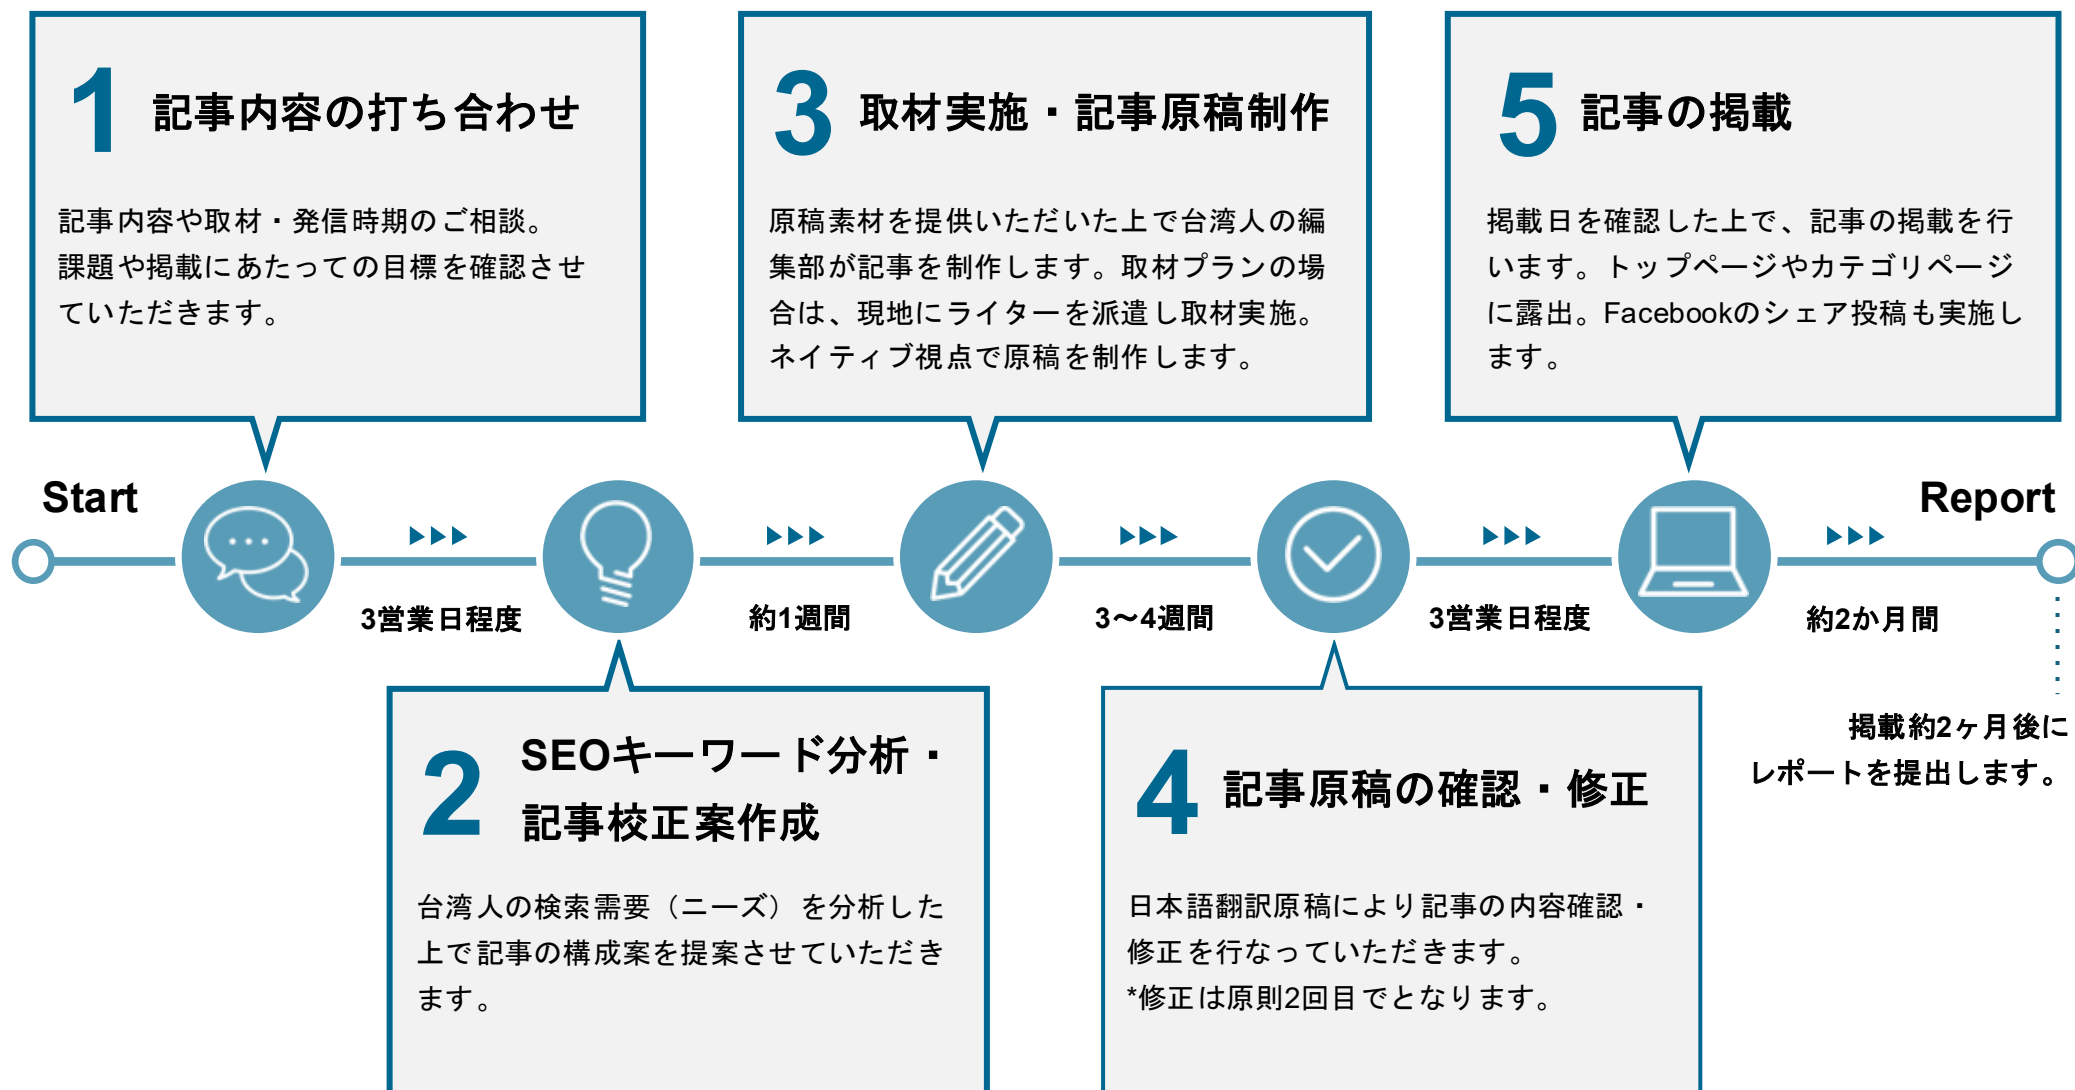 Start
1
記事内容の打ち合わせ
記事内容や取材・発信時期のご相談。
課題や掲載にあたっての目標を確認させ
ていただきます。
3営業日程度
2
SEOキーワード分析・
記事校正案作成
台湾人の検索需要（ニーズ）を分析した
上で記事の構成案を提案させていただき
ます。
約1週間
3
取材実施・記事原稿制作
原稿素材を提供いただいた上で台湾人の編
集部が記事を制作します。取材プランの場
合は、現地にライターを派遣し取材実施。
ネイティブ視点で原稿を制作します。
3〜4週間
4
記事原稿の確認・修正
日本語翻訳原稿により記事の内容確認・
修正を行なっていただきます。
*修正は原則2回目でとなります。
3営業日程度
5
記事の掲載
掲載日を確認した上で、記事の掲載を行
います。トップページやカテゴリページ
に露出。Facebookのシェア投稿も実施し
ます。
約2か月間
Report
掲載約2ヶ月後に
レポートを提出します。